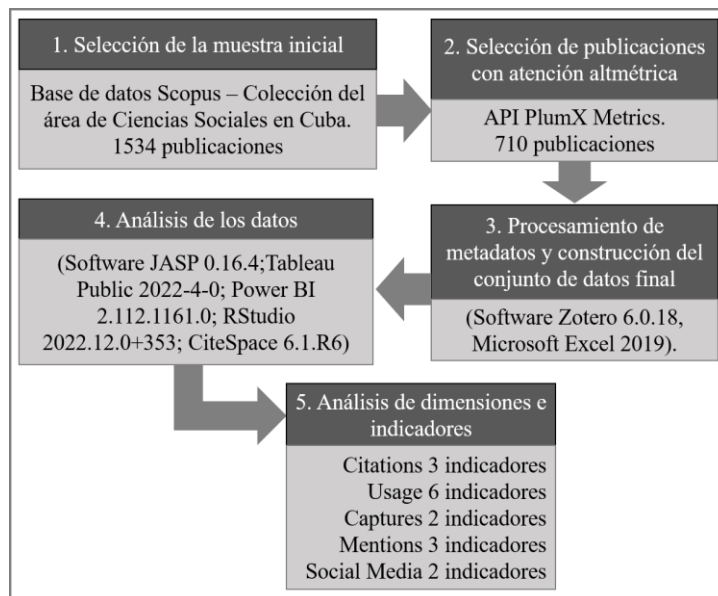 1. Selección de la muestra inicial
Base de datos Scopus – Colección del
área de Ciencias Sociales en Cuba.
1534 publicaciones
2. Selección de publicaciones
con atención altmétrica
API PlumX Metrics.
710 publicaciones
3. Procesamiento de
metadatos y construcción del
conjunto de datos final
(Software Zotero 6.0.18,
Microsoft Excel 2019).
4. Análisis de los datos
(Software JASP 0.16.4;Tableau
Public 2022-4-0; Power BI
2.112.1161.0; RStudio
2022.12.0+353; CiteSpace 6.1.R6)
5. Análisis de dimensiones e
indicadores
Citations 3 indicadores
Usage 6 indicadores
Captures 2 indicadores
Mentions 3 indicadores
Social Media 2 indicadores